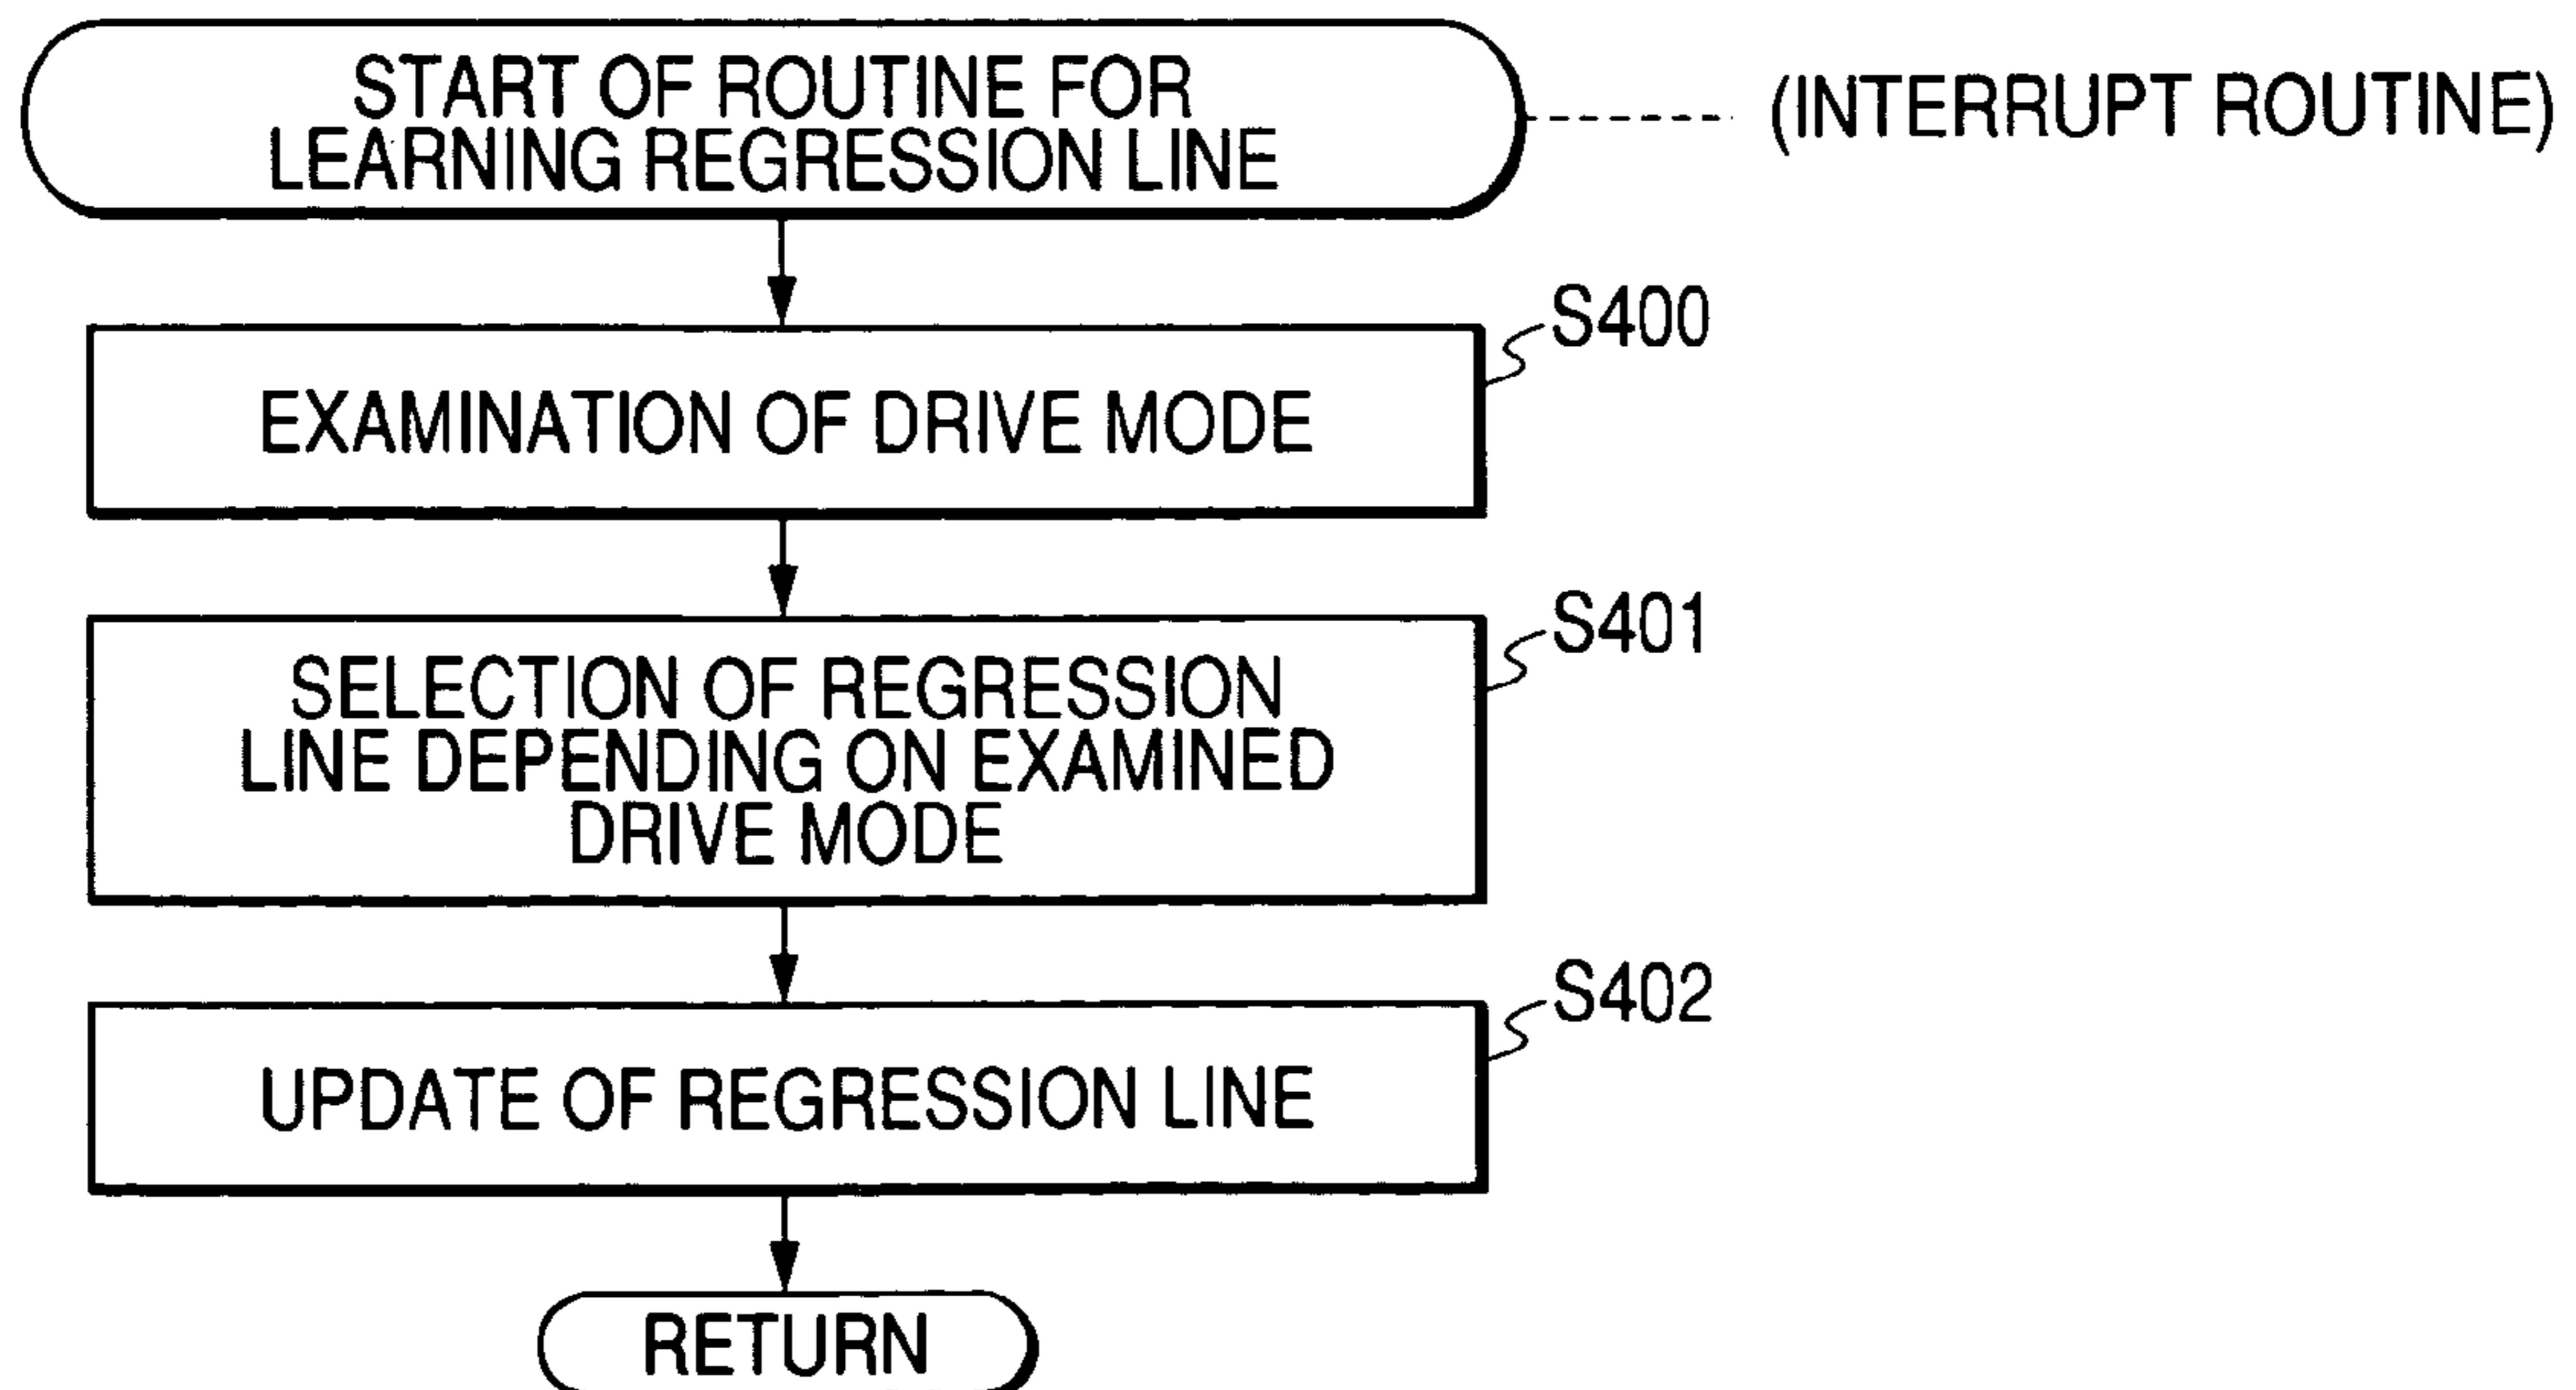 START OF ROUTINE FOR
LEARNING REGRESSION LINE
(INTERRUPT ROUTINE)
S400
EXAMINATION OF DRIVE MODE
S401
SELECTION OF REGRESSION
LINE DEPENDING ON EXAMINED
DRIVE MODE
S402
UPDATE OF REGRESSION LINE
RETURN